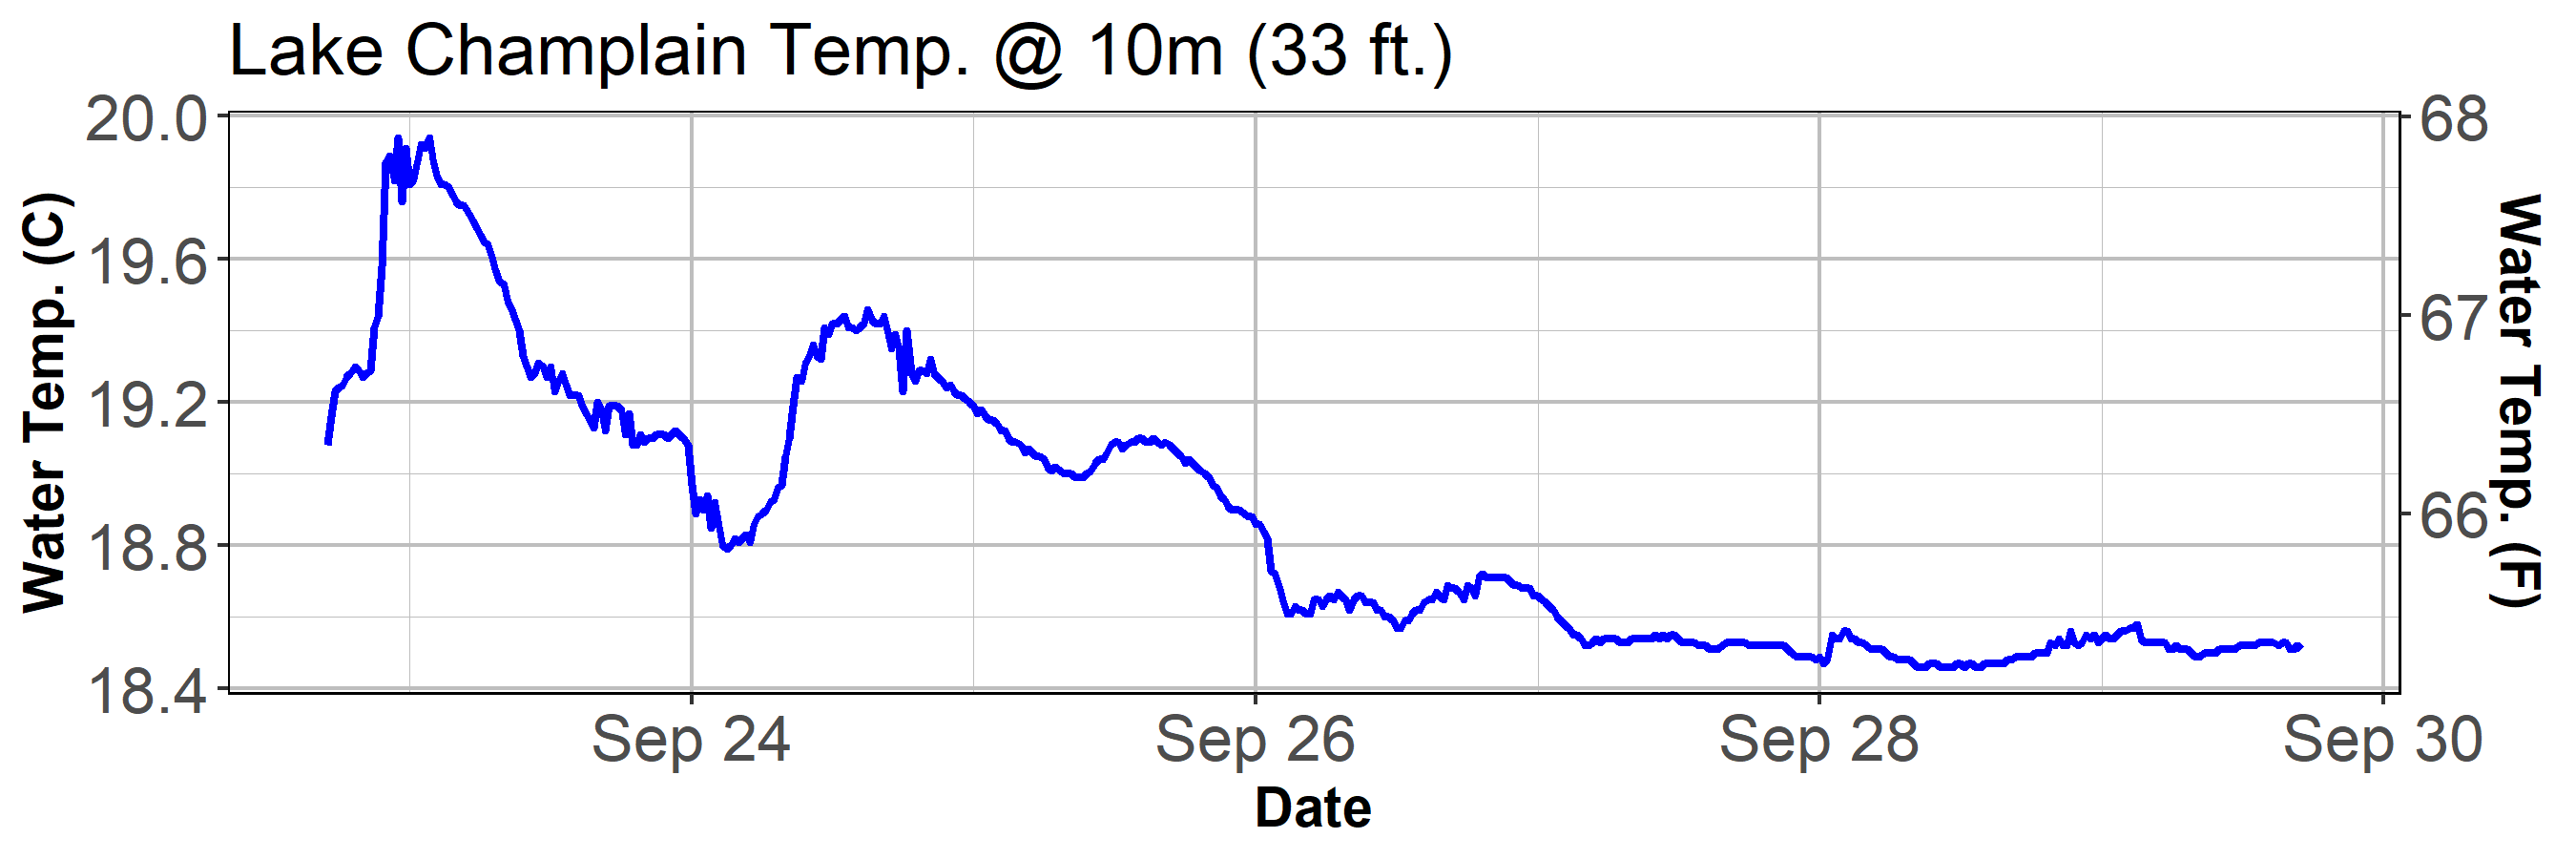 Lake Champlain Temp. @ 10m (33 ft.)
Water Temp. (C)
20.0
19.6
19.2
18.8
18.4
68
67
66
Water Temp. (F)
Sep 24 Sep 26 Sep 28 Sep 30
Date